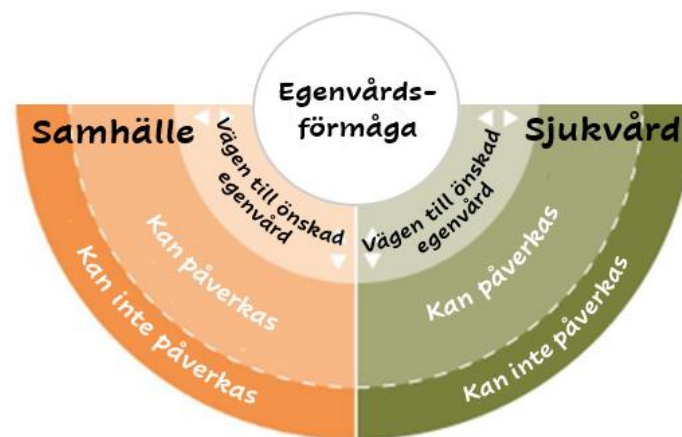 Egenvårds-
förmåga
Samhälle
Sjukvård
Vägen till önskad
egenvård
Vägen till önskad
egenvård
Kan påverkas
Kan påverkas
Kan inte påverkas
Kan inte påverkas